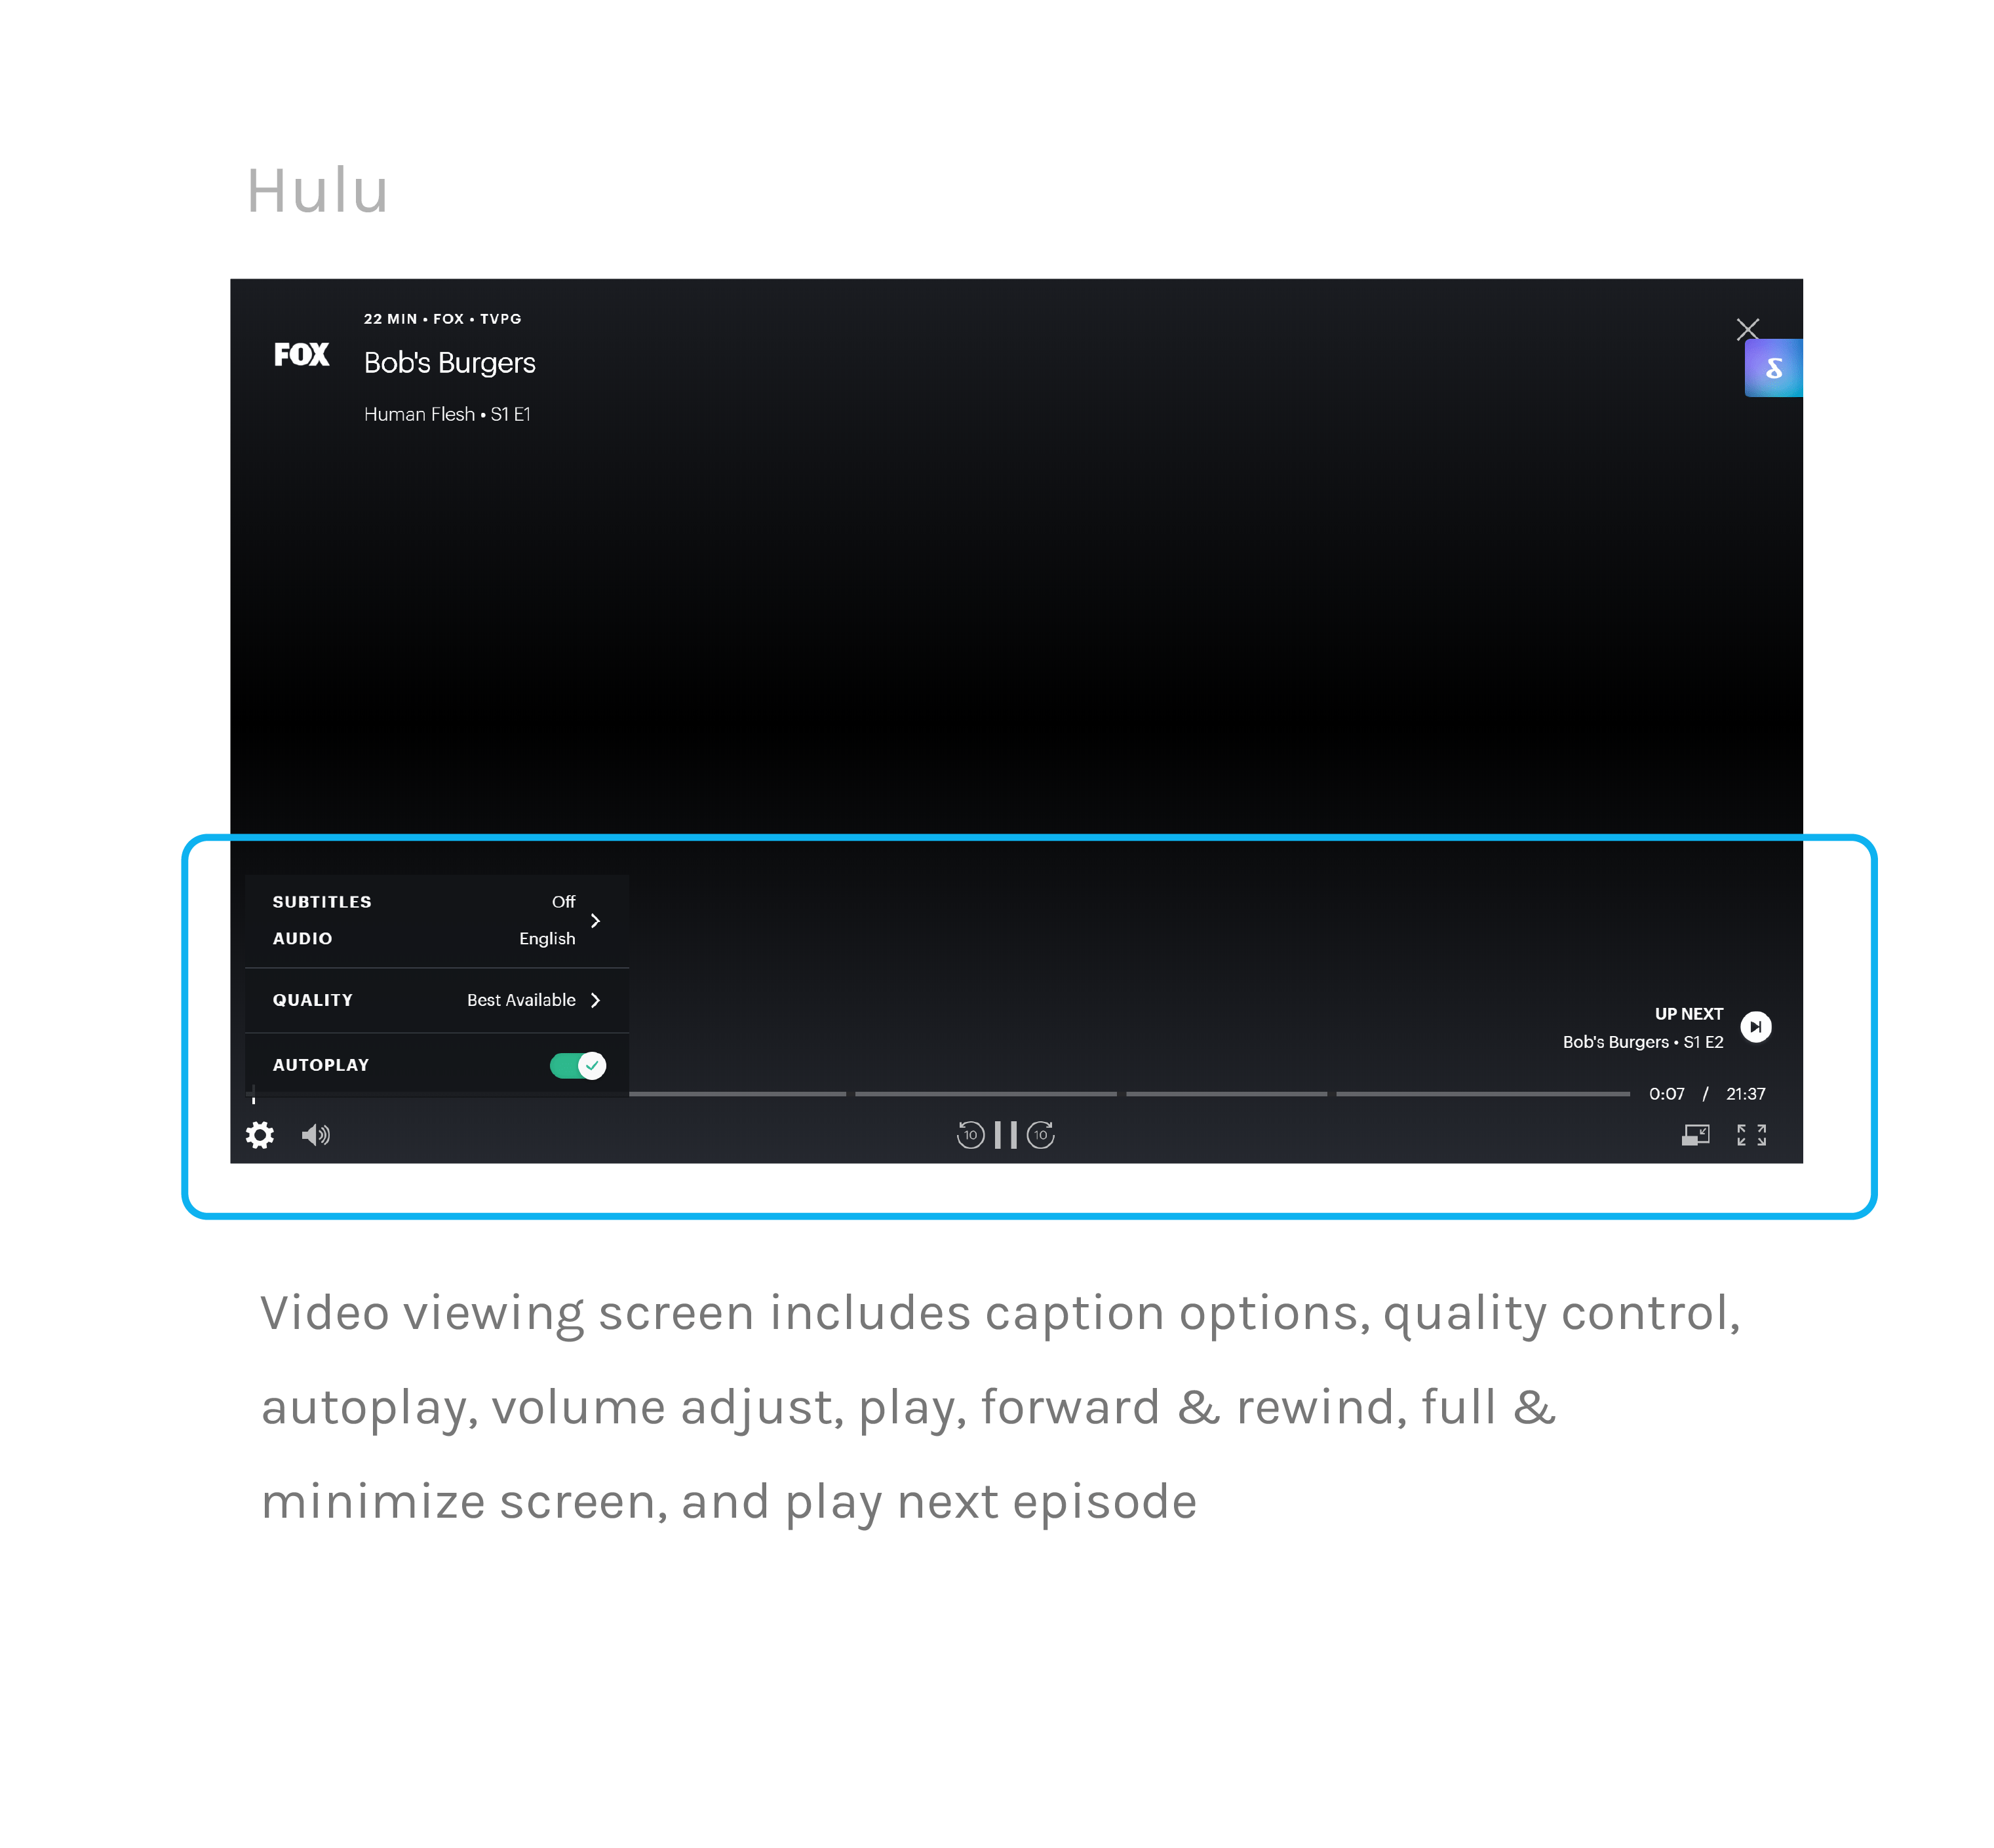 Hulu
22 MIN • FOX • TVPG
FOX
Bob's Burgers
Human Flesh • S1 E1
SUBTITLES Off
AUDIO English
QUALITY Best Available
AUTOPLAY
UP NEXT
Bob's Burgers • S1 E2
0:07 / 21:37
10 10
Video viewing screen includes caption options, quality control,
autoplay, volume adjust, play, forward & rewind, full &
minimize screen, and play next episode